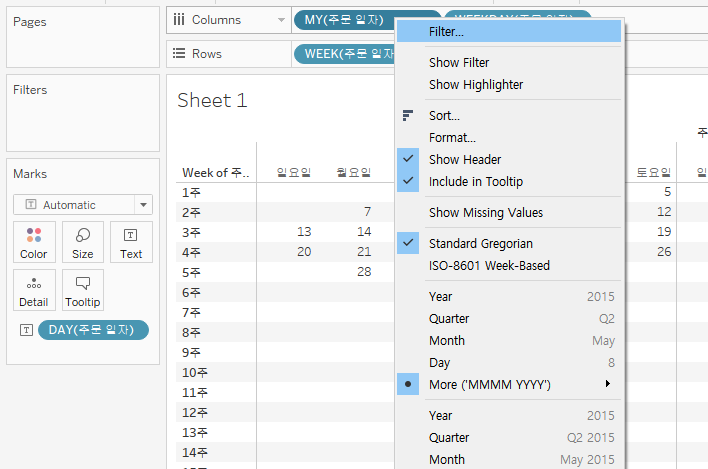 Pages
Columns
MY(주문 일자)
WEEKDAY(주문 일자)
Rows
WEEK(주문 일자
Filters
Marks
Automatic
Color
Size
Text
Detail
Tooltip
DAY(주문 일자)
Sheet 1
주
Week of 주..
일요일
월요일
토요일
일
1주
5
2주
7
12
3주
13
14
19
4주
20
21
26
5주
28
6주
7주
8주
9주
10주
11주
12주
13주
14주
Filter...
Show Filter
Show Highlighter
Sort...
Format...
Show Header
Include in Tooltip
Show Missing Values
Standard Gregorian
ISO-8601 Week-Based
Year 2015
Quarter Q2
Month May
Day 8
More ('MMMM YYYY')
Year 2015
Quarter Q2 2015
Month May 2015